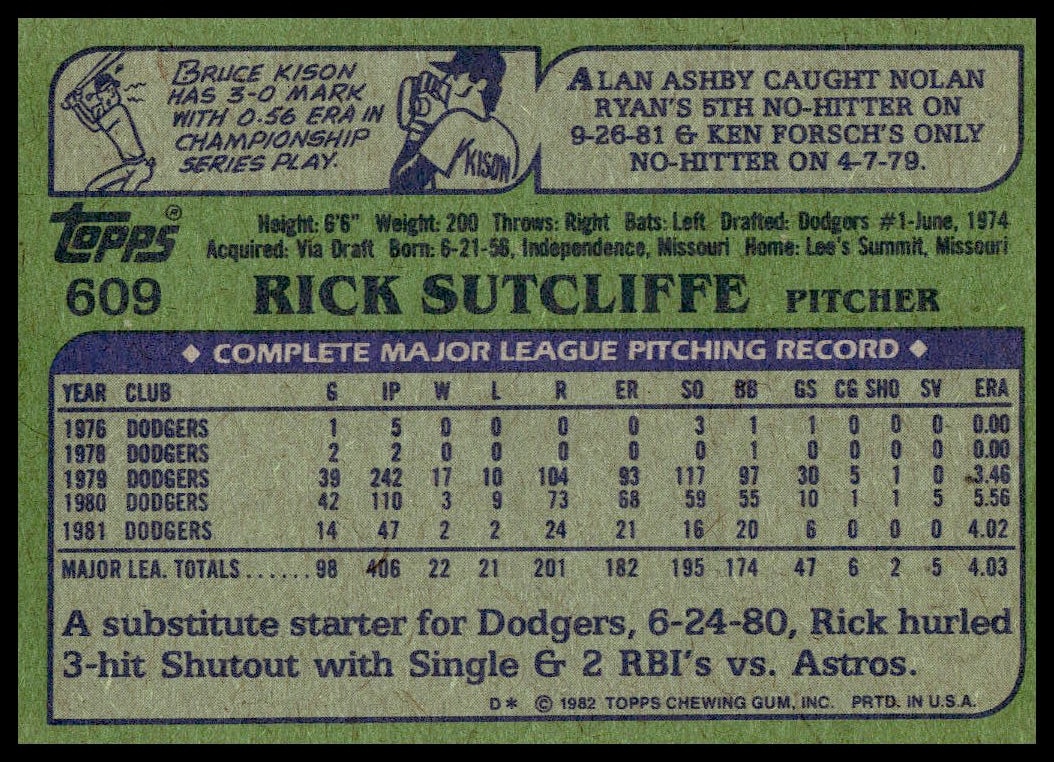 BRUCE KISON
HAS 3-0 MARK
WITH 0.56 ERA IN
CHAMPIONSHIP
SERIES PLAY.
KISON
ALAN ASHBY CAUGHT NOLAN
RYAN'S 5TH NO-HITTER ON
9-26-81 & KEN FORSCH'S ONLY
NO-HITTER ON 4-7-79.
Topps®
Height: 6'6" Weight: 200 Throws: Right Bats: Left Drafted: Dodgers #1-June, 1974
Acquired: Via Draft Born: 6-21-56, Independence, Missouri Home: Lee's Summit, Missouri
609 RICK SUTCLIFFE PITCHER
◆ COMPLETE MAJOR LEAGUE PITCHING RECORD ◆
YEAR CLUB G IP W L R ER SO BB GS CG SHO SV ERA
1976 DODGERS 1 5 0 0 0 0 3 1 1 0 0 0 0.00
1978 DODGERS 2 2 0 0 0 0 0 1 0 0 0 0 0.00
1979 DODGERS 39 242 17 10 104 93 117 97 30 5 1 0 3.46
1980 DODGERS 42 110 3 9 73 68 59 55 10 1 1 5 5.56
1981 DODGERS 14 47 2 2 24 21 16 20 6 0 0 0 4.02
MAJOR LEA. TOTALS...... 98 406 22 21 201 182 195 174 47 6 2 5 4.03
A substitute starter for Dodgers, 6-24-80, Rick hurled
3-hit Shutout with Single & 2 RBI's vs. Astros.
D* © 1982 TOPPS CHEWING GUM, INC. PRTD. IN U.S.A.